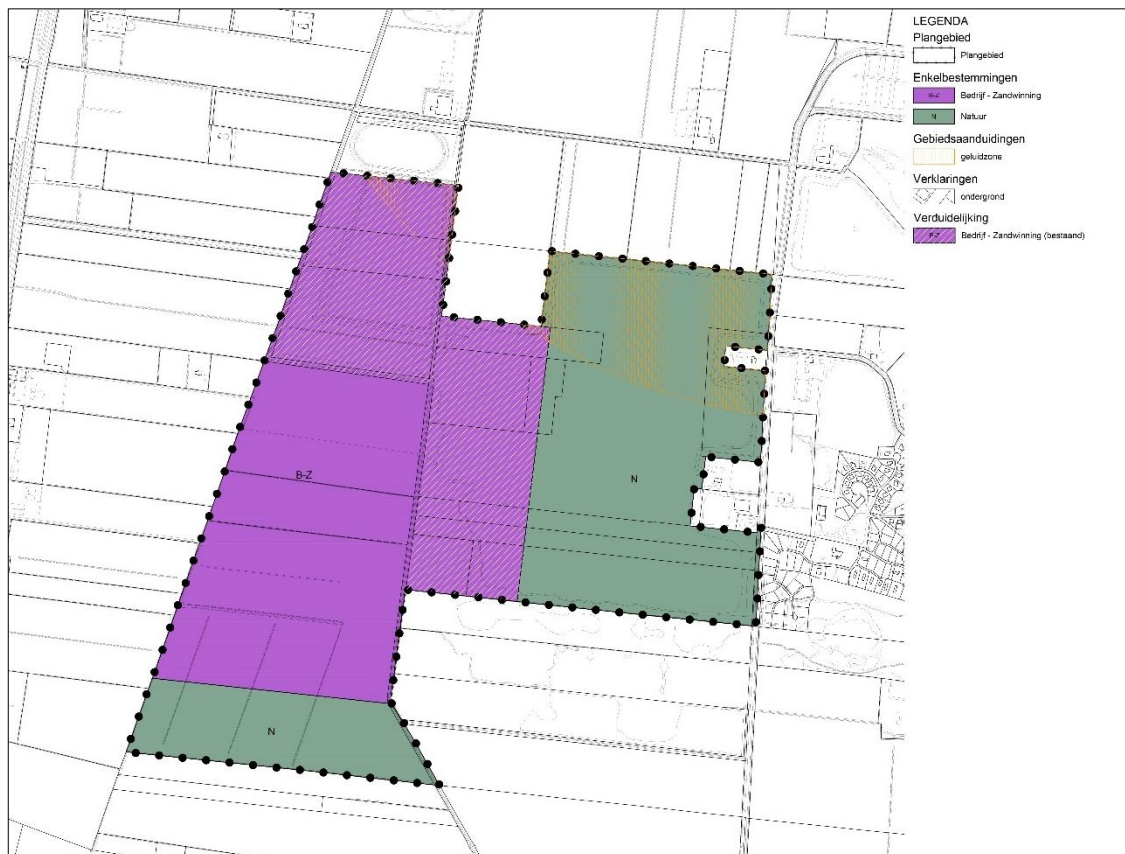 LEGENDA
Plangebied
Plangebied
Enkelbestemmingen
B-Z Bedrijf - Zandwinning
N Natuur
Gebiedsaanduidingen
geluidzone
Verklaringen
ondergrond
Verduidelijking
B-Z Bedrijf - Zandwinning (bestaand)
B-Z
N
N